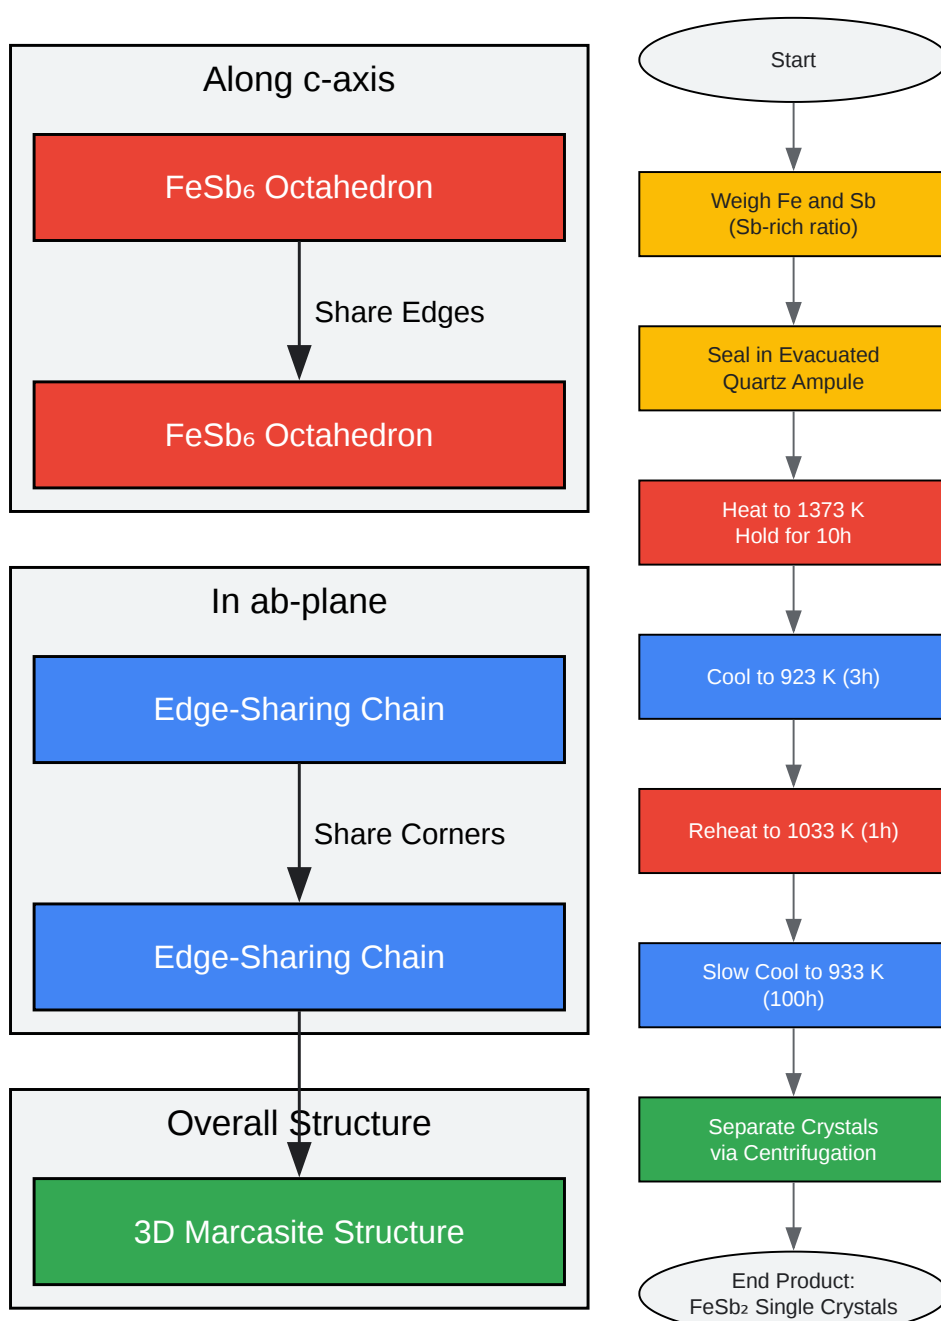 Along c-axis
FeSb₆ Octahedron
Share Edges
FeSb₆ Octahedron
In ab-plane
Edge-Sharing Chain
Share Corners
Edge-Sharing Chain
Overall Structure
3D Marcasite Structure
Start
Weigh Fe and Sb
(Sb-rich ratio)
Seal in Evacuated
Quartz Ampule
Heat to 1373 K
Hold for 10h
Cool to 923 K (3h)
Reheat to 1033 K (1h)
Slow Cool to 933 K
(100h)
Separate Crystals
via Centrifugation
End Product:
FeSb₂ Single Crystals